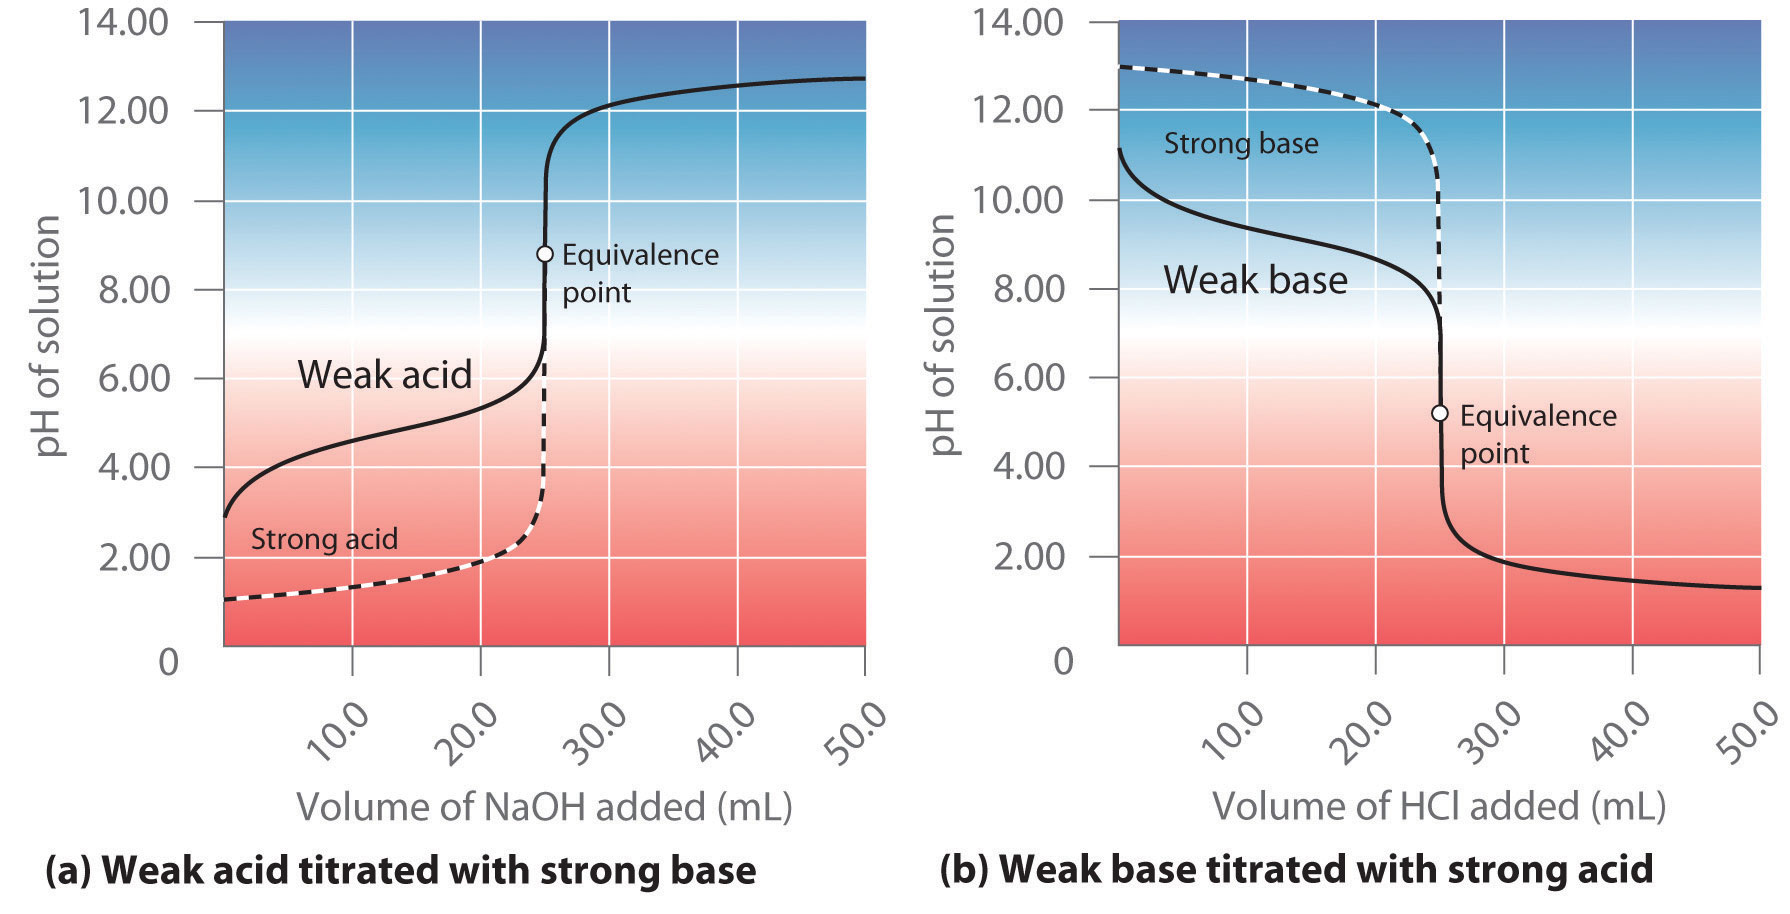 14.00
12.00
10.00
8.00
6.00
4.00
2.00
0
pH of solution
Equivalence
point
Weak acid
Strong acid
10.0
20.0
30.0
40.0
50.0
Volume of NaOH added (mL)
(a) Weak acid titrated with strong base
14.00
12.00
10.00
8.00
6.00
4.00
2.00
0
pH of solution
Strong base
Weak base
Equivalence
point
10.0
20.0
30.0
40.0
50.0
Volume of HCl added (mL)
(b) Weak base titrated with strong acid